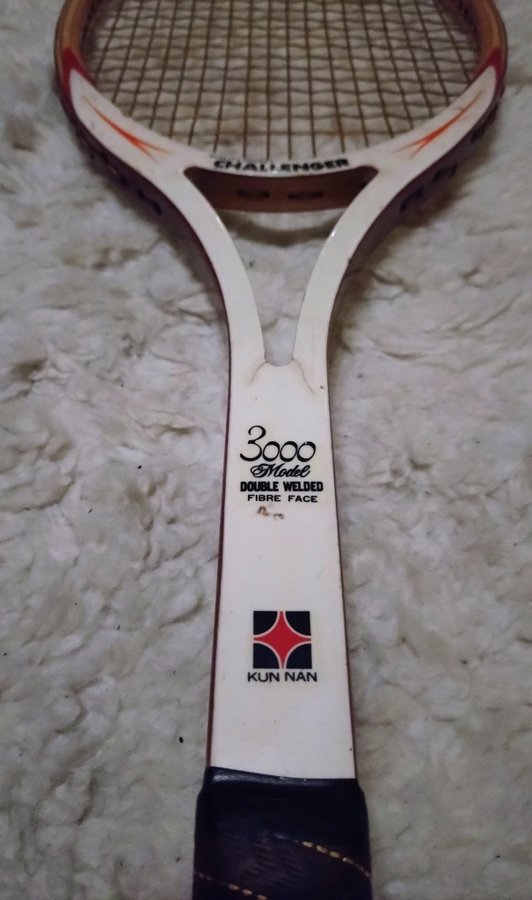 CHALLENGER
3000
Model
DOUBLE WELDED
FIBRE FACE
KUN NAN